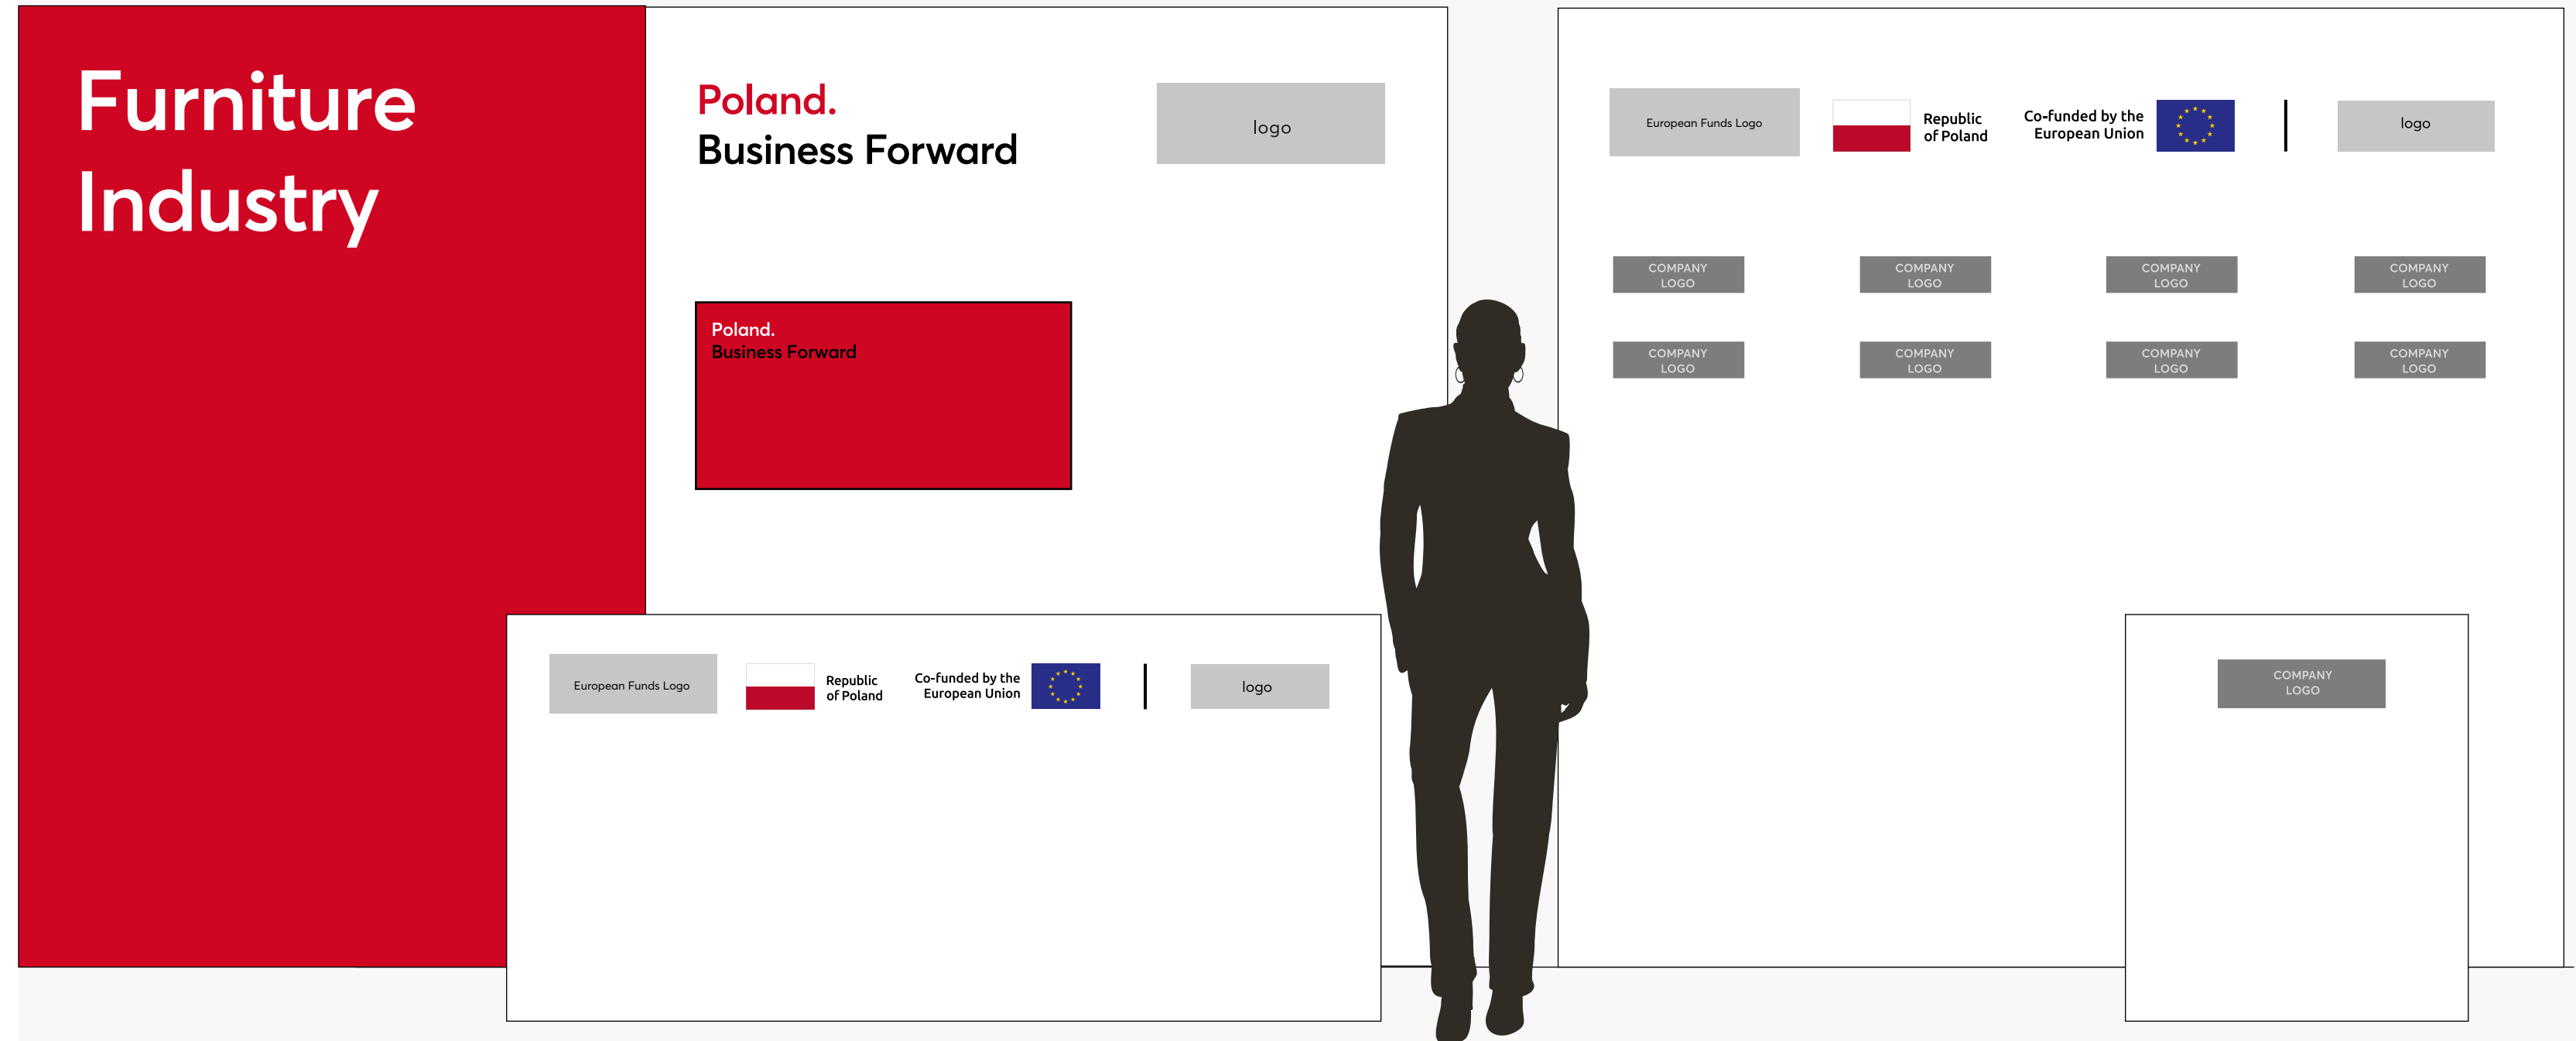 Furniture
Industry
Poland.
Business Forward
logo
Poland.
Business Forward
European Funds Logo
Republic
of Poland
Co-funded by the
European Union
logo
European Funds Logo
Republic
of Poland
Co-funded by the
European Union
logo
COMPANY
LOGO
COMPANY
LOGO
COMPANY
LOGO
COMPANY
LOGO
COMPANY
LOGO
COMPANY
LOGO
COMPANY
LOGO
COMPANY
LOGO
COMPANY
LOGO